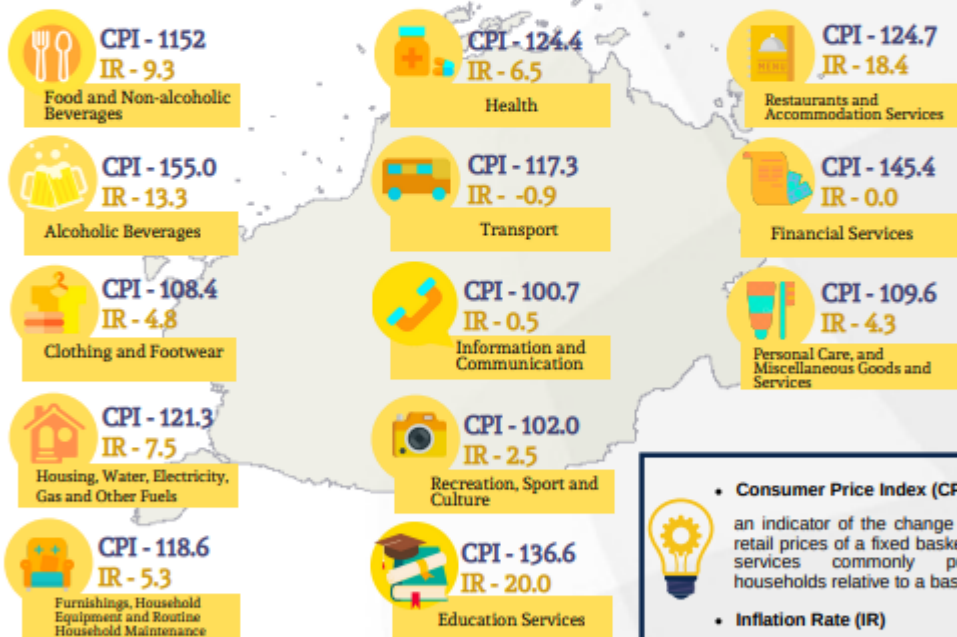 CPI - 1152
IR - 9.3
Food and Non-alcoholic
Beverages
CPI - 155.0
IR - 13.3
Alcoholic Beverages
CPI - 108.4
IR - 4.8
Clothing and Footwear
CPI - 121.3
IR - 7.5
Housing, Water, Electricity,
Gas and Other Fuels
CPI - 118.6
IR - 5.3
Furnishings, Household
Equipment and Routine
Household Maintenance
CPI - 124.4
IR - 6.5
Health
CPI - 117.3
IR - -0.9
Transport
CPI - 100.7
IR - 0.5
Information and
Communication
CPI - 102.0
IR - 2.5
Recreation, Sport and
Culture
CPI - 136.6
IR - 20.0
Education Services
CPI - 124.7
IR - 18.4
MENU
Restaurants and
Accommodation Services
CPI - 145.4
IR - 0.0
Financial Services
CPI - 109.6
IR - 4.3
Personal Care, and
Miscellaneous Goods and
Services
• Consumer Price Index (CP
an indicator of the change
retail prices of a fixed baske
services commonly p
households relative to a bas
• Inflation Rate (IR)